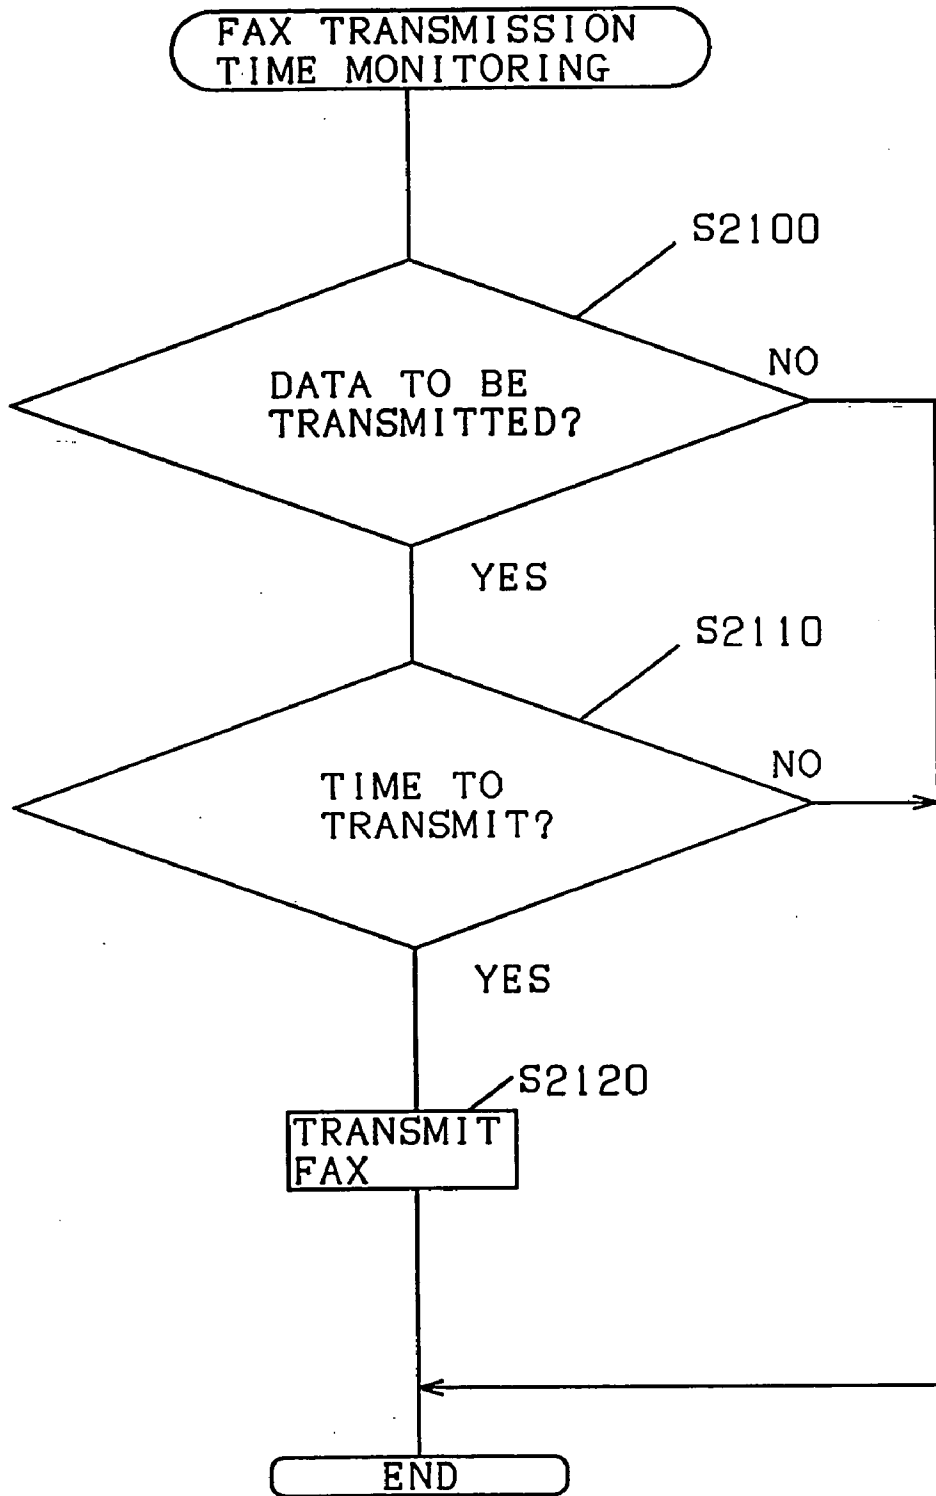 FAX TRANSMISSION
TIME MONITORING
S2100
NO
DATA TO BE
TRANSMITTED?
YES
S2110
NO
TIME TO
TRANSMIT?
YES
S2120
TRANSMIT
FAX
END